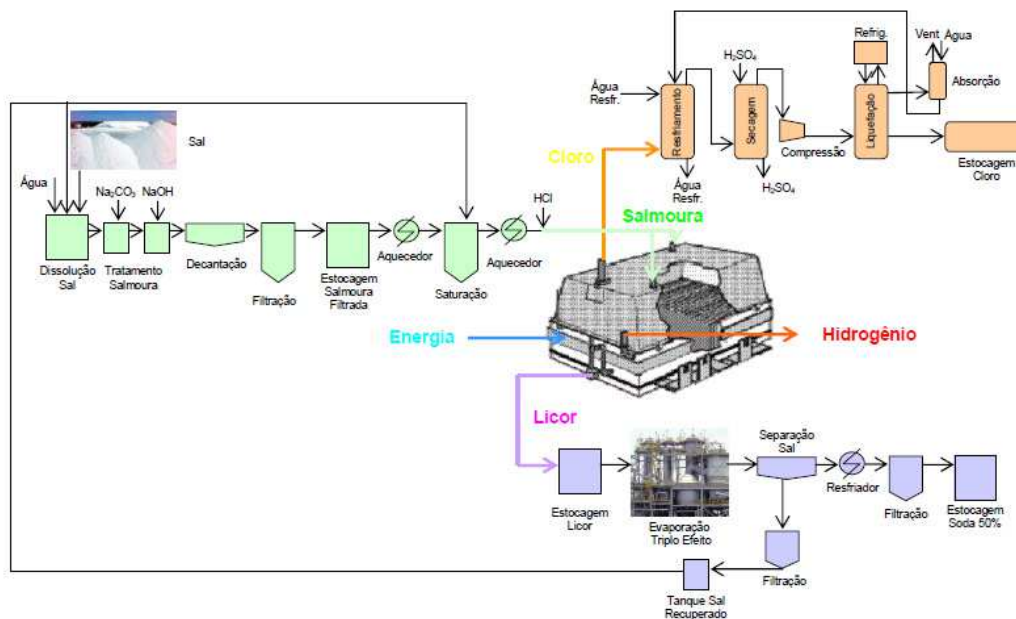 Sal
Água
Na₂CO₃
NaOH
Dissolução
Sal
Tratamento
Salmoura
Decantação
Filtração
Estocagem
Salmoura
Filtrada
Aquecedor
Saturação
Aquecedor
HCl
Cloro
Água
Resfr.
Resfriamento
Água
Resfr.
H₂SO₄
Secagem
H₂SO₄
Compressão
Refrig.
Liquefação
Vent
Água
Absorção
Estocagem
Cloro
Salmoura
Energia
Hidrogênio
Licor
Estocagem
Licor
Evaporação
Triplo Efeito
Separação
Sal
Resfriador
Filtração
Estocagem
Soda 50%
Filtração
Tanque Sal
Recuperado